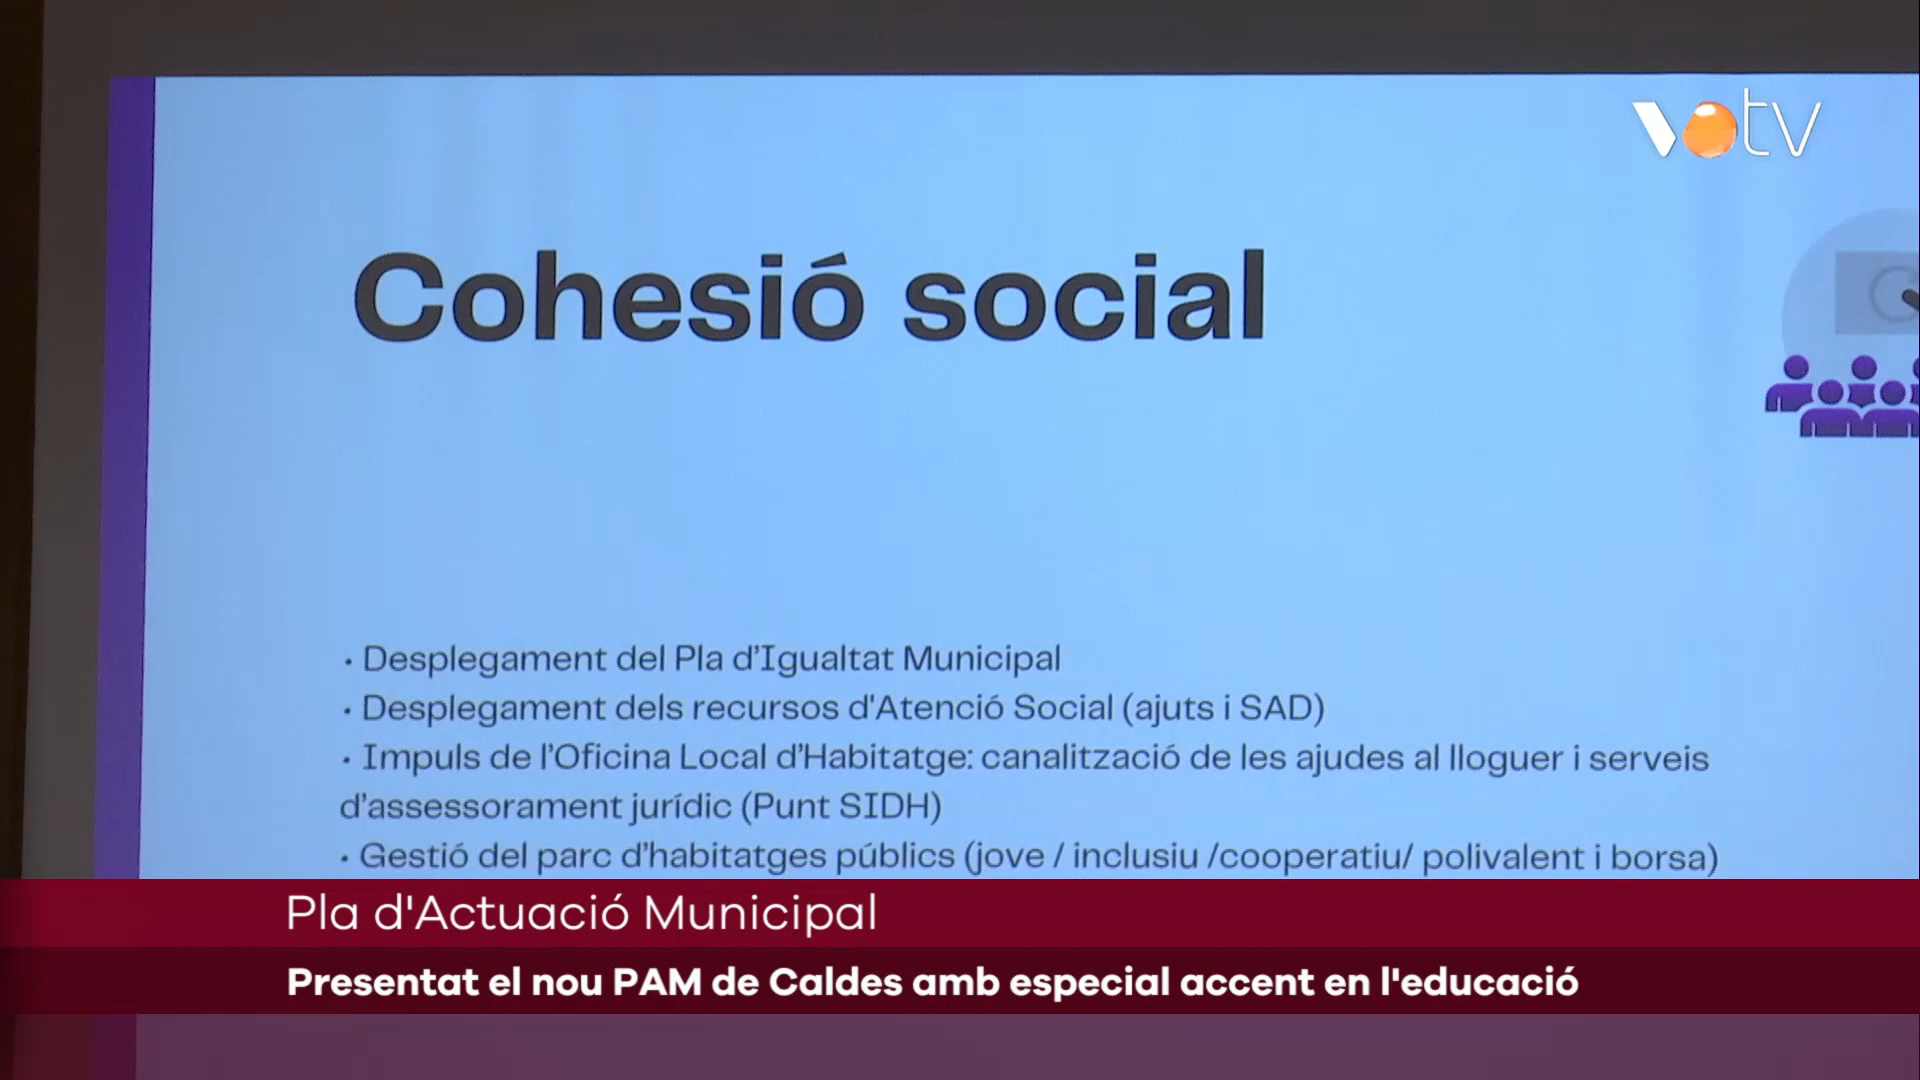 votv
Cohesió social
• Desplegament del Pla d’Igualtat Municipal
• Desplegament dels recursos d'Atenció Social (ajuts i SAD)
• Impuls de l’Oficina Local d’Habitatge: canalització de les ajudes al lloguer i serveis
d’assessorament jurídic (Punt SIDH)
• Gestió del parc d’habitatges públics (jove / inclusiu /cooperatiu/ polivalent i borsa)
Pla d'Actuació Municipal
Presentat el nou PAM de Caldes amb especial accent en l'educació